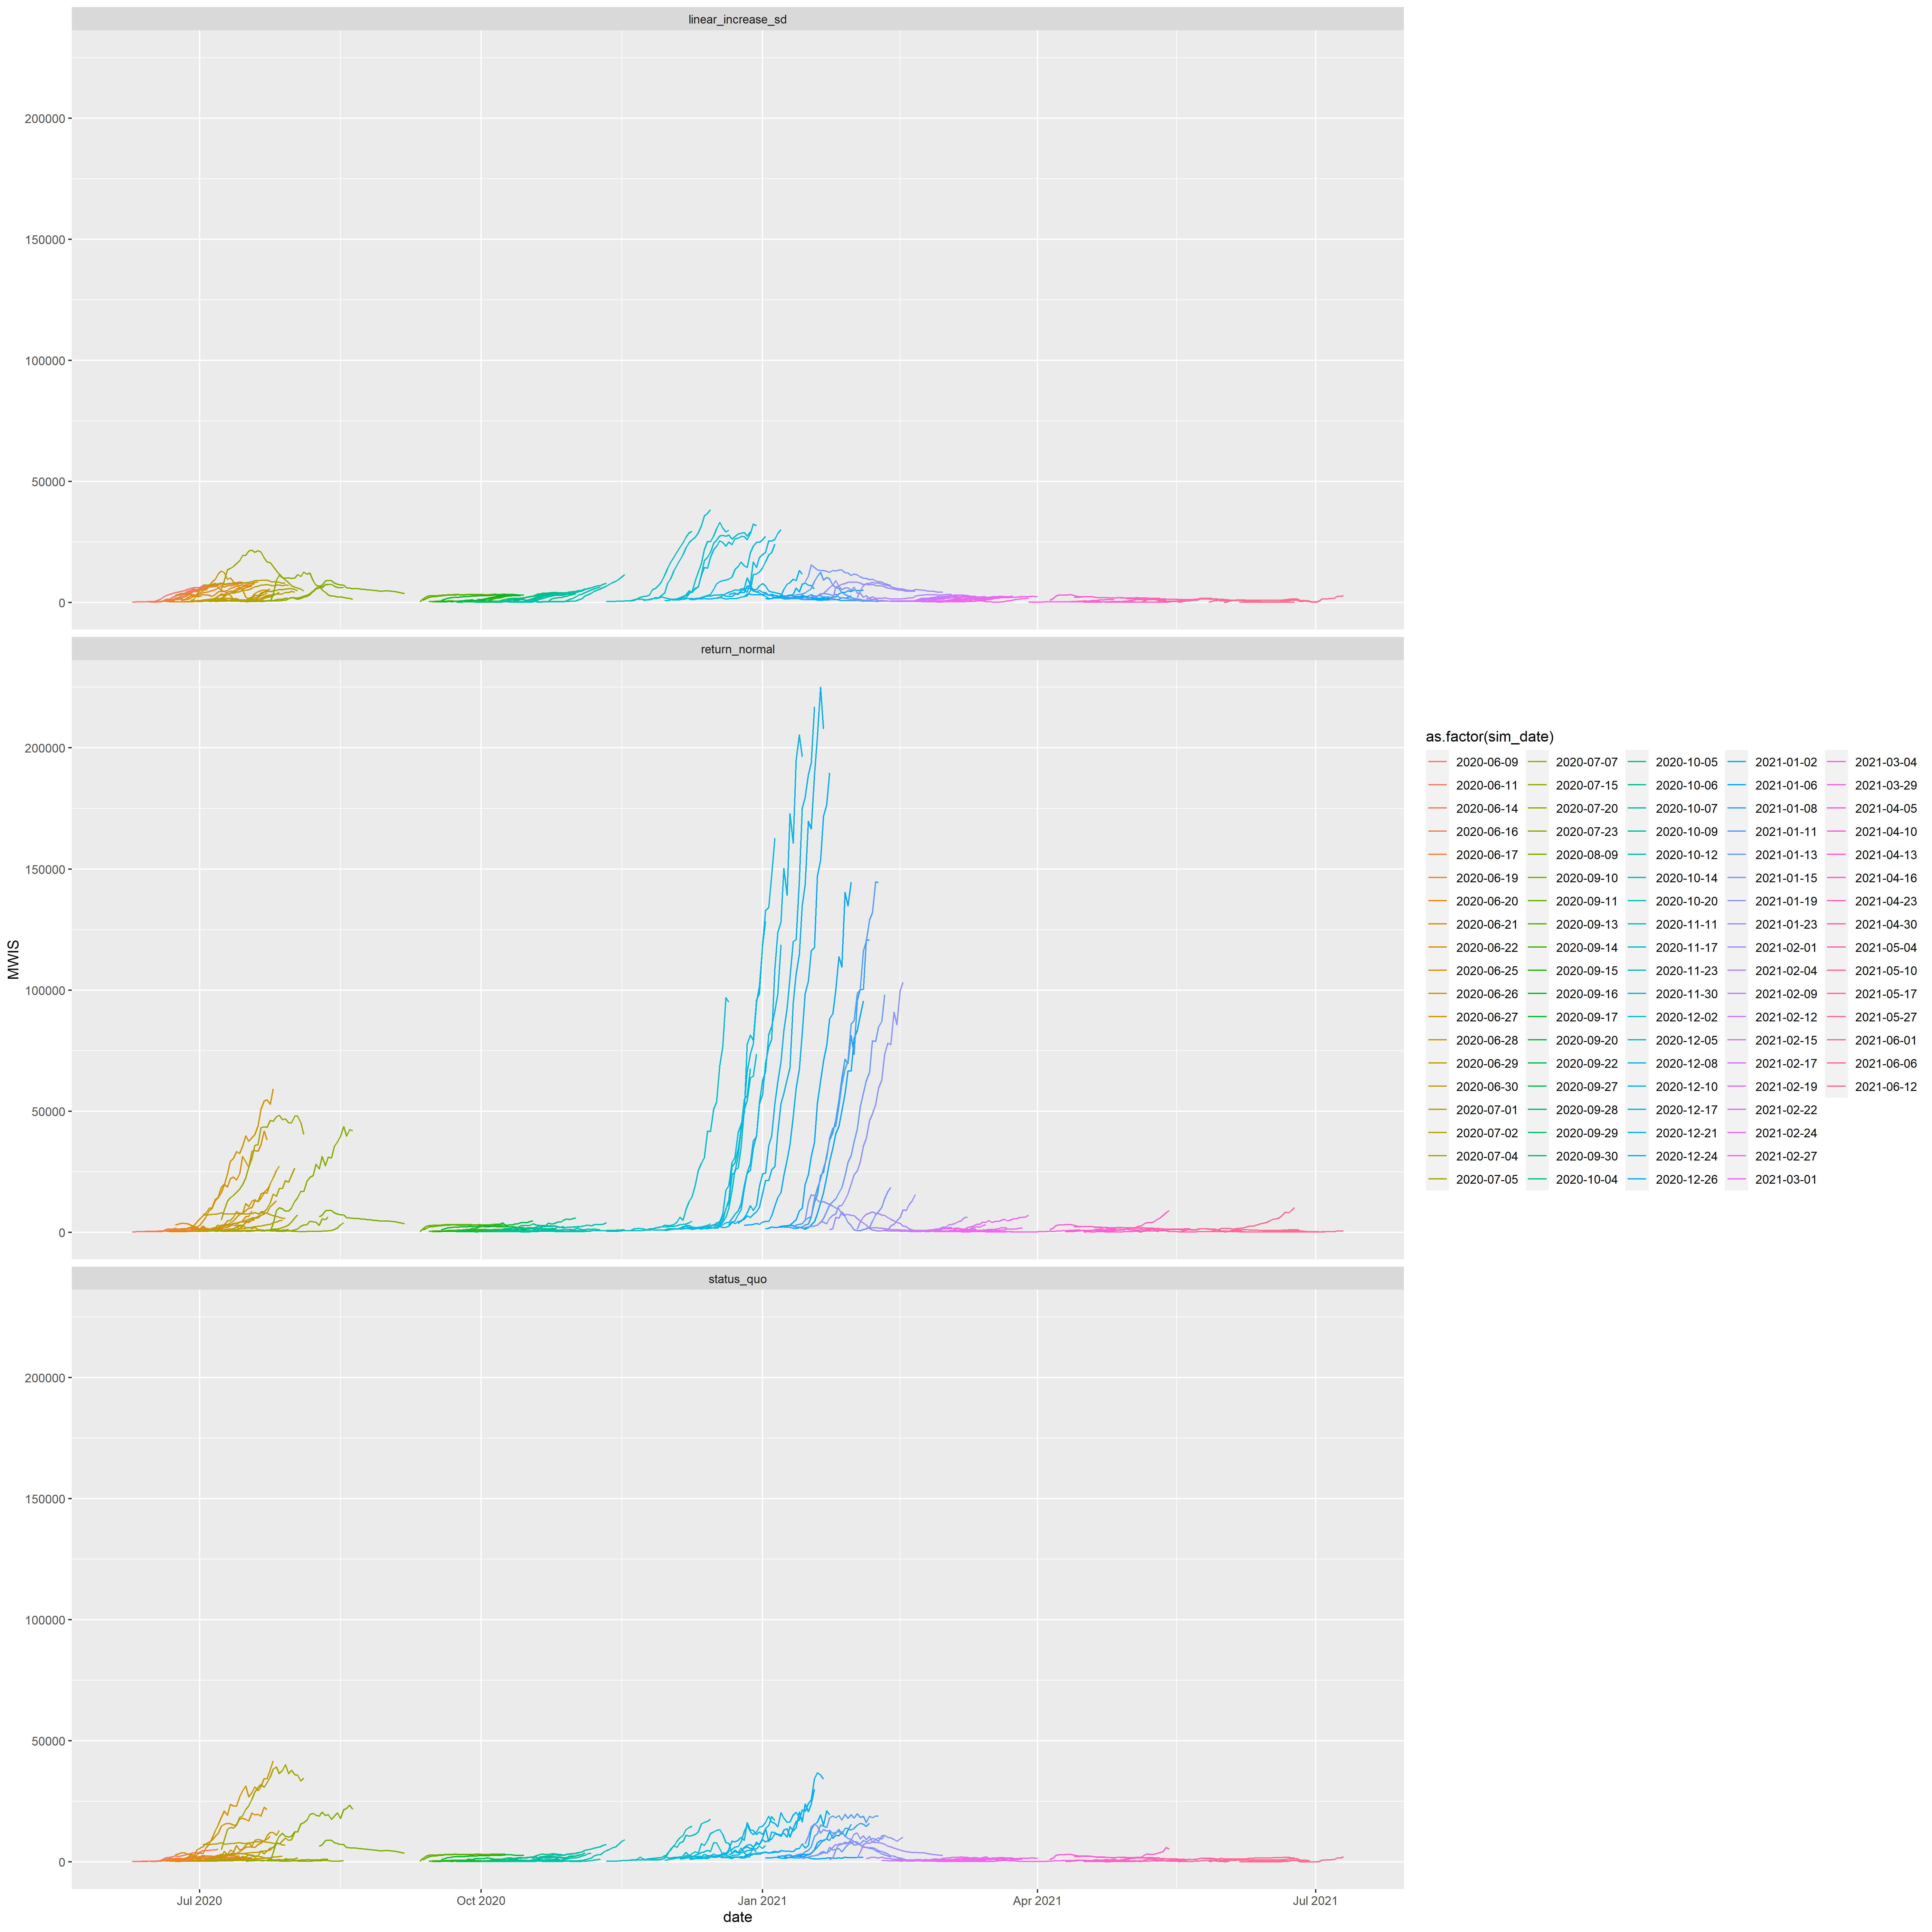 linear_increase_sd
200000
150000
100000
50000
0
return_normal
200000
150000
100000
50000
0
status_quo
200000
150000
100000
50000
0
Jul 2020 Oct 2020 Jan 2021 Apr 2021 Jul 2021
date
MWIS
as.factor(sim_date)
2020-06-09 2020-07-07 2020-10-05 2021-01-02 2021-03-04
2020-06-11 2020-07-15 2020-10-06 2021-01-06 2021-03-29
2020-06-14 2020-07-20 2020-10-07 2021-01-08 2021-04-05
2020-06-16 2020-07-23 2020-10-09 2021-01-11 2021-04-10
2020-06-17 2020-08-09 2020-10-12 2021-01-13 2021-04-13
2020-06-19 2020-09-10 2020-10-14 2021-01-15 2021-04-16
2020-06-20 2020-09-11 2020-10-20 2021-01-19 2021-04-23
2020-06-21 2020-09-13 2020-11-11 2021-01-23 2021-04-30
2020-06-22 2020-09-14 2020-11-17 2021-02-01 2021-05-04
2020-06-25 2020-09-15 2020-11-23 2021-02-04 2021-05-10
2020-06-26 2020-09-16 2020-11-30 2021-02-09 2021-05-17
2020-06-27 2020-09-17 2020-12-02 2021-02-12 2021-05-27
2020-06-28 2020-09-20 2020-12-05 2021-02-15 2021-06-01
2020-06-29 2020-09-22 2020-12-08 2021-02-17 2021-06-06
2020-06-30 2020-09-27 2020-12-10 2021-02-19 2021-06-12
2020-07-01 2020-09-28 2020-12-17 2021-02-22
2020-07-02 2020-09-29 2020-12-21 2021-02-24
2020-07-04 2020-09-30 2020-12-24 2021-02-27
2020-07-05 2020-10-04 2020-12-26 2021-03-01